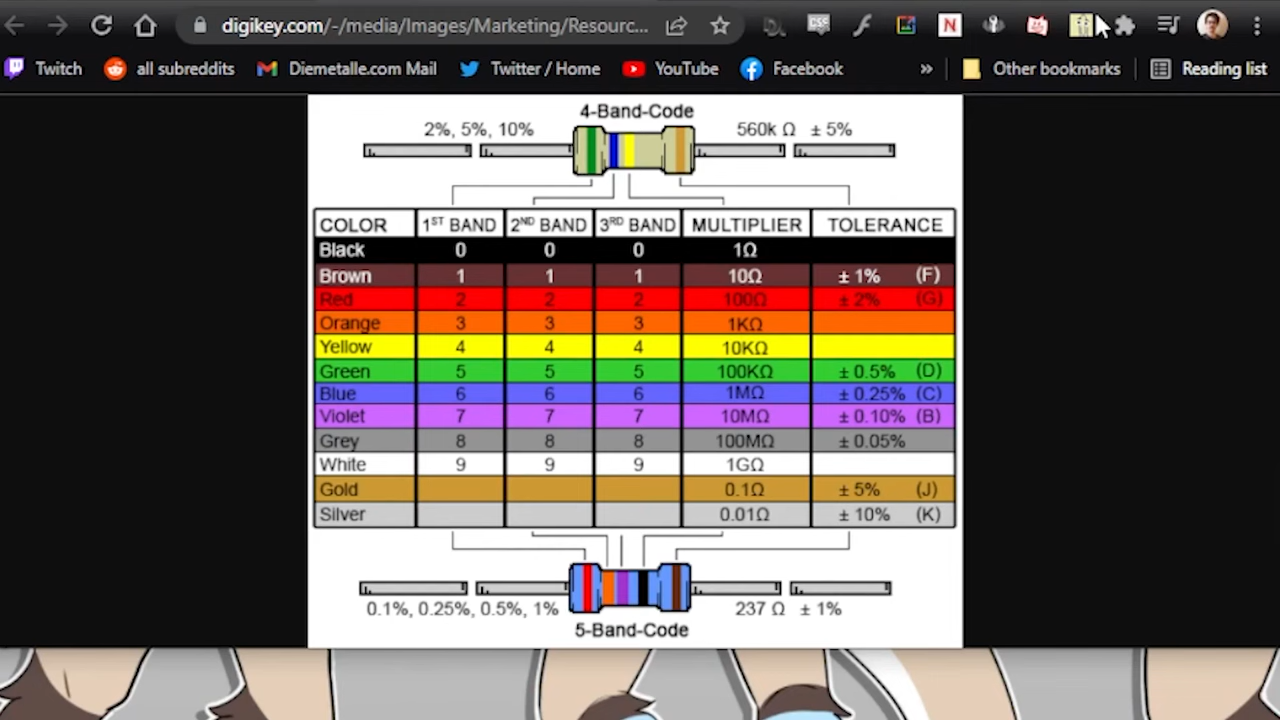 digikey.com/-/media/Images/Marketing/Resourc...
N
Twitch
all subreddits
Diemetalle.com Mail
Twitter / Home
YouTube
Facebook
»
Other bookmarks
Reading list
4-Band-Code
2%, 5%, 10%
560k Ω ± 5%
COLOR 1ST BAND 2ND BAND 3RD BAND MULTIPLIER TOLERANCE
Black 0 0 0 1Ω
Brown 1 1 1 10Ω ± 1% (F)
Red 2 2 2 100Ω ± 2% (G)
Orange 3 3 3 1KΩ
Yellow 4 4 4 10KΩ
Green 5 5 5 100KΩ ± 0.5% (D)
Blue 6 6 6 1MΩ ± 0.25% (C)
Violet 7 7 7 10MΩ ± 0.10% (B)
Grey 8 8 8 100MΩ ± 0.05%
White 9 9 9 1GΩ
Gold 0.1Ω ± 5% (J)
Silver 0.01Ω ± 10% (K)
0.1%, 0.25%, 0.5%, 1%
237 Ω ± 1%
5-Band-Code